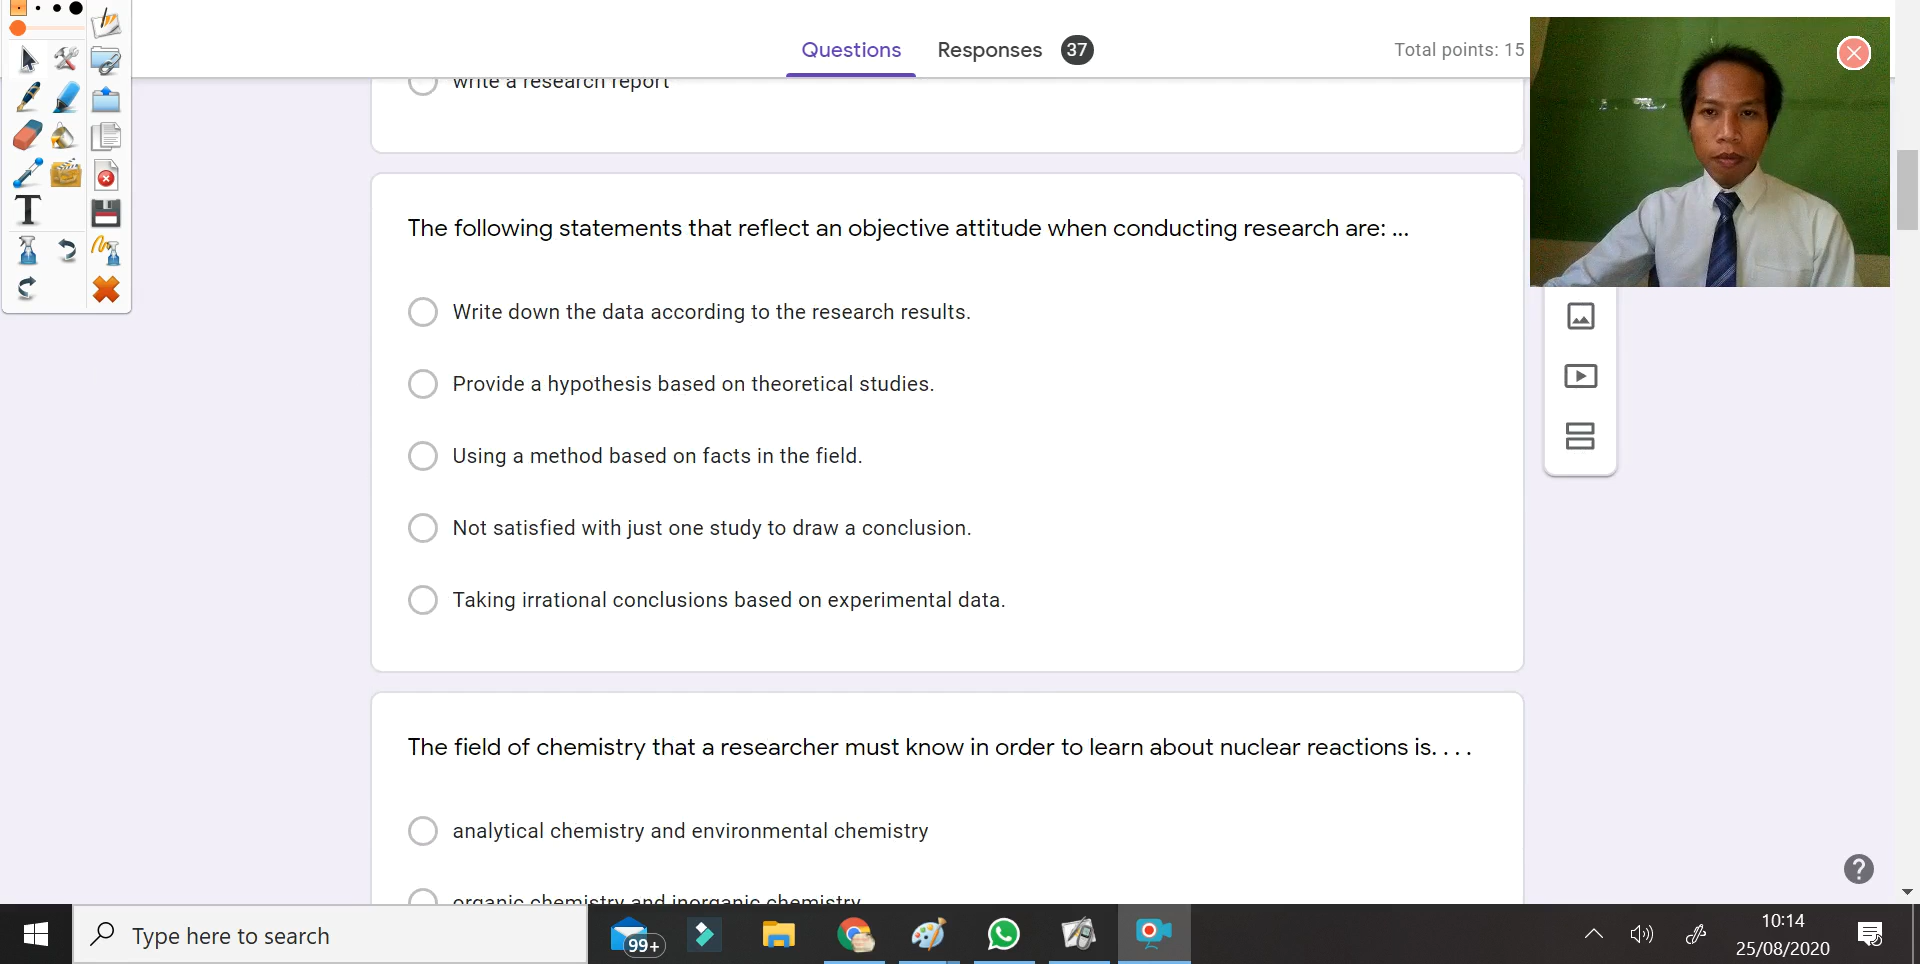 Questions
Responses 37
Total points: 15
write a research report
The following statements that reflect an objective attitude when conducting research are: ...
Write down the data according to the research results.
Provide a hypothesis based on theoretical studies.
Using a method based on facts in the field.
Not satisfied with just one study to draw a conclusion.
Taking irrational conclusions based on experimental data.
The field of chemistry that a researcher must know in order to learn about nuclear reactions is. . . .
analytical chemistry and environmental chemistry
organic chemistry and inorganic chemistry
T
?
Type here to search
99+
10:14
25/08/2020